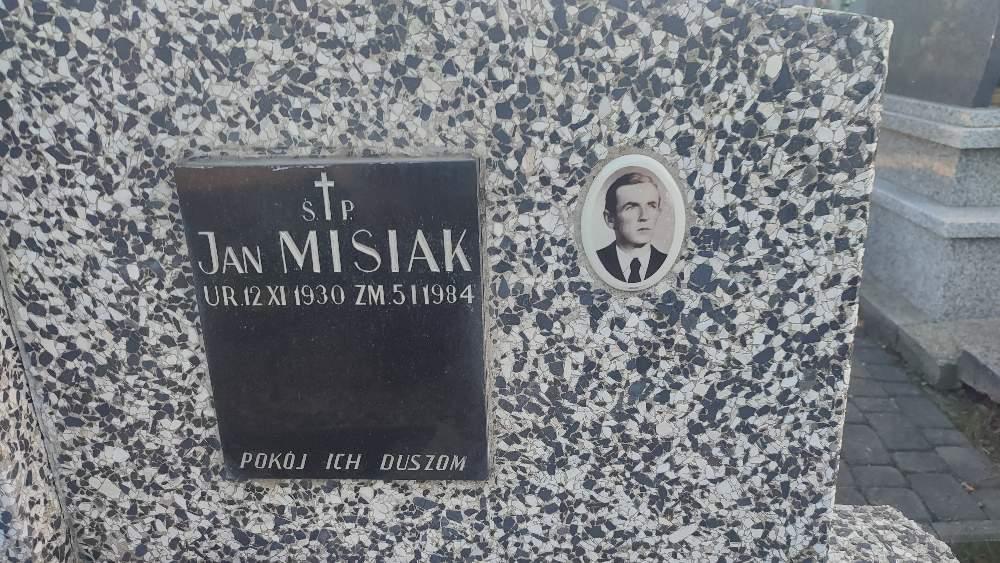 Ś.†P.
JAN MISIAK
UR.12 XI 1930 ZM.5 I 1984
POKÓJ ICH DUSZOM